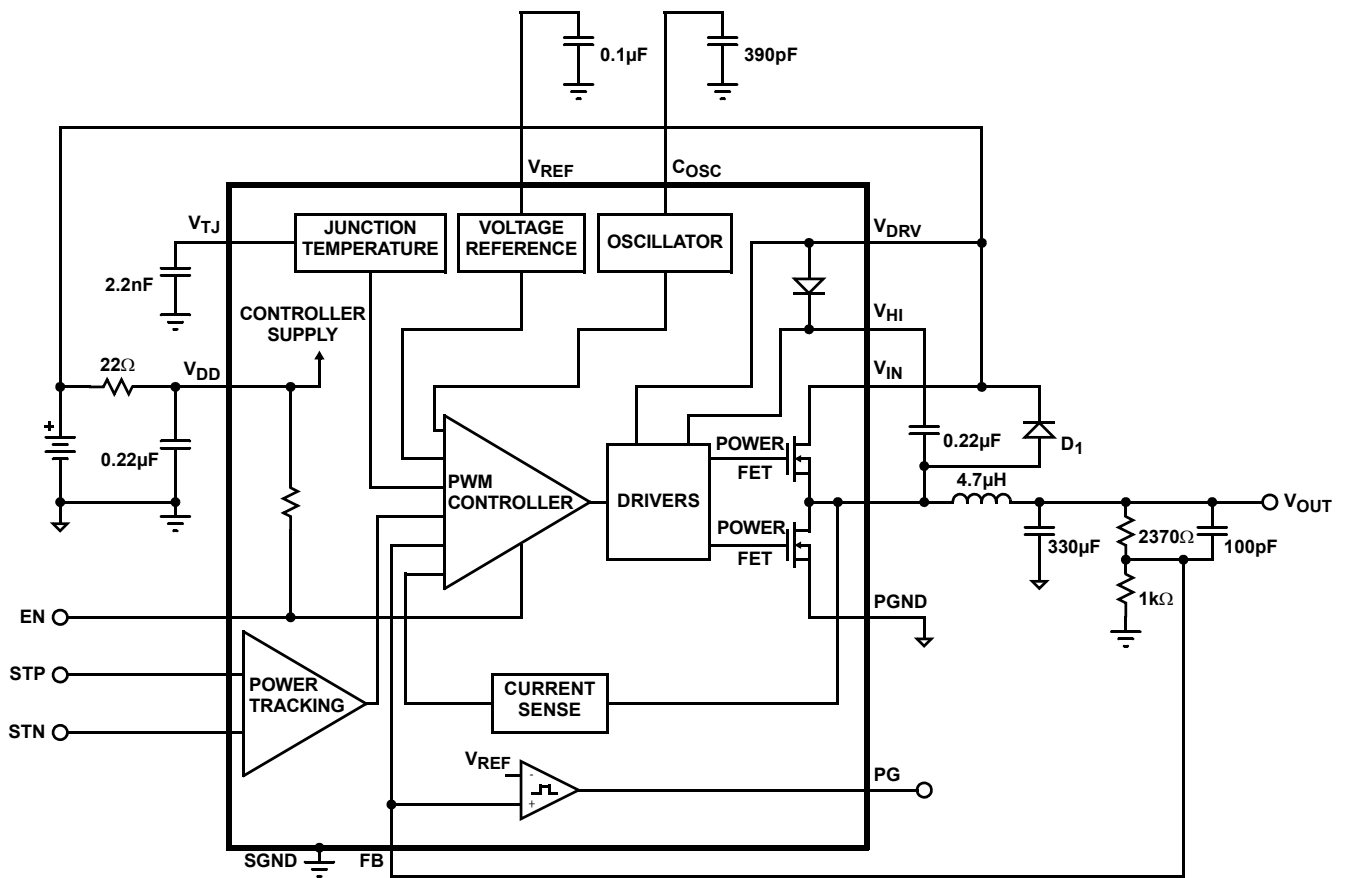 0.1µF
390pF
VREF
COSC
VTJ
JUNCTION
TEMPERATURE
VOLTAGE
REFERENCE
OSCILLATOR
VDRV
2.2nF
CONTROLLER
SUPPLY
VHI
22Ω
VDD
VIN
+
0.22µF
POWER
FET
0.22µF
D1
PWM
CONTROLLER
DRIVERS
4.7µH
VOUT
POWER
FET
330µF
2370Ω
100pF
1kΩ
EN
PGND
STP
POWER
TRACKING
CURRENT
SENSE
STN
VREF
-
+
PG
SGND
FB